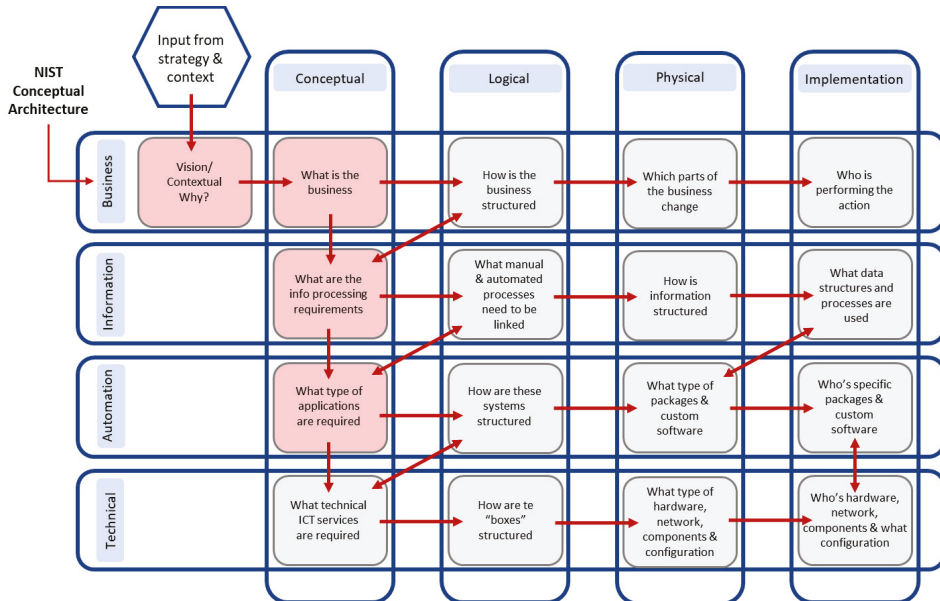 Input from
strategy &
context
NIST
Conceptual
Architecture
Conceptual
Logical
Physical
Implementation
Business
Vision/
Contextual
Why?
What is the
business
How is the
business
structured
Which parts
of the business
change
Who is
performing the
action
Information
What are the
info processing
requirements
What manual
& automated
processes
need to be
linked
How is
information
structured
What data
structures and
processes are
used
Automation
What type of
applications
are required
How are these
systems
structured
What type of
packages &
custom
software
Who's specific
packages &
custom
software
Technical
What technical
ICT services
are required
How are te
“boxes”
structured
What type of
hardware,
network,
components &
configuration
Who's hardware,
network,
components & what
configuration